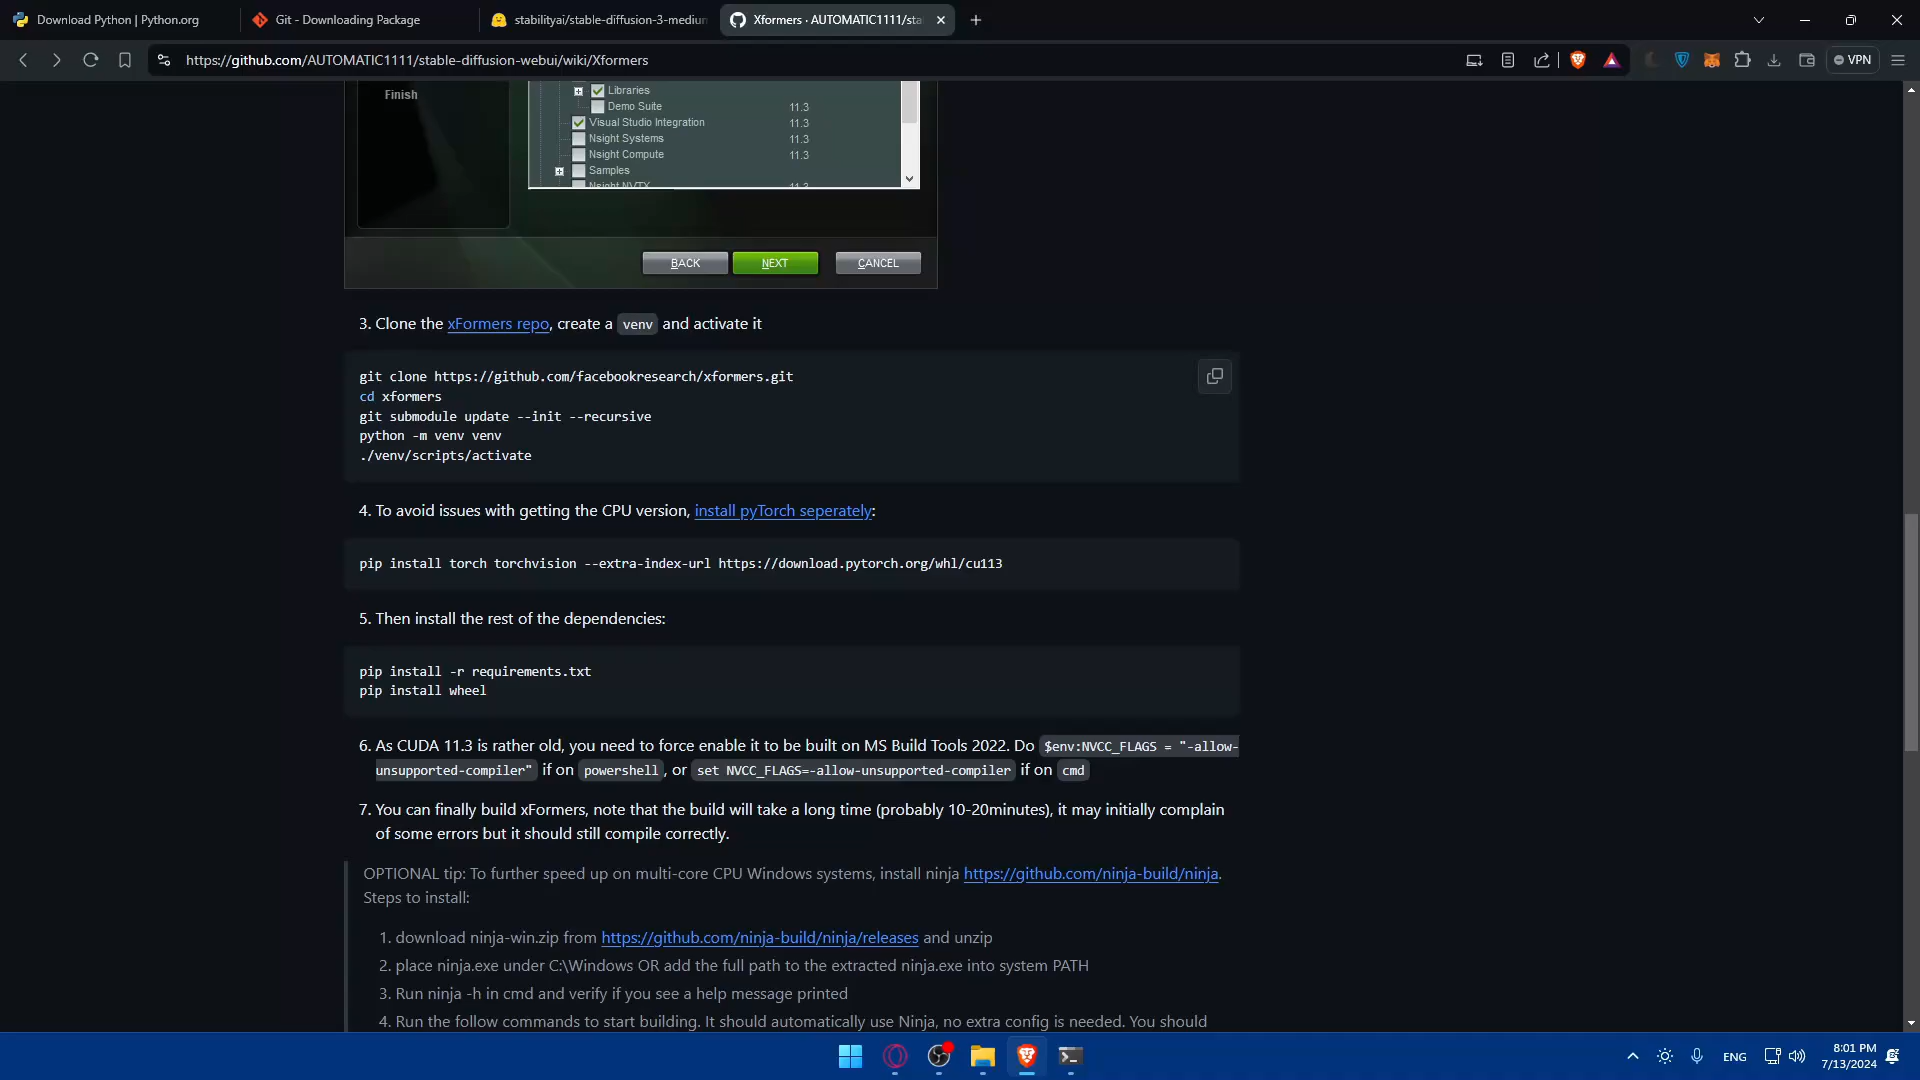 Download Python | Python.org
Git - Downloading Package
stabilityai/stable-diffusion-3-medium
Xformers · AUTOMATIC1111/sta
https://github.com/AUTOMATIC1111/stable-diffusion-webui/wiki/Xformers
VPN
Finish
Libraries
Demo Suite 11.3
Visual Studio Integration 11.3
Nsight Systems 11.3
Nsight Compute 11.3
Samples
Nsight NVTX 11.3
BACK NEXT CANCEL
3. Clone the xFormers repo, create a venv and activate it
git clone https://github.com/facebookresearch/xformers.git
cd xformers
git submodule update --init --recursive
python -m venv venv
./venv/scripts/activate
4. To avoid issues with getting the CPU version, install pyTorch seperately:
pip install torch torchvision --extra-index-url https://download.pytorch.org/whl/cu113
5. Then install the rest of the dependencies:
pip install -r requirements.txt
pip install wheel
6. As CUDA 11.3 is rather old, you need to force enable it to be built on MS Build Tools 2022. Do $env:NVCC_FLAGS = "-allow-
unsupported-compiler" if on powershell, or set NVCC_FLAGS=-allow-unsupported-compiler if on cmd
7. You can finally build xFormers, note that the build will take a long time (probably 10-20minutes), it may initially complain
of some errors but it should still compile correctly.
OPTIONAL tip: To further speed up on multi-core CPU Windows systems, install ninja https://github.com/ninja-build/ninja.
Steps to install:
1. download ninja-win.zip from https://github.com/ninja-build/ninja/releases and unzip
2. place ninja.exe under C:\Windows OR add the full path to the extracted ninja.exe into system PATH
3. Run ninja -h in cmd and verify if you see a help message printed
4. Run the follow commands to start building. It should automatically use Ninja, no extra config is needed. You should
ENG
8:01 PM
7/13/2024